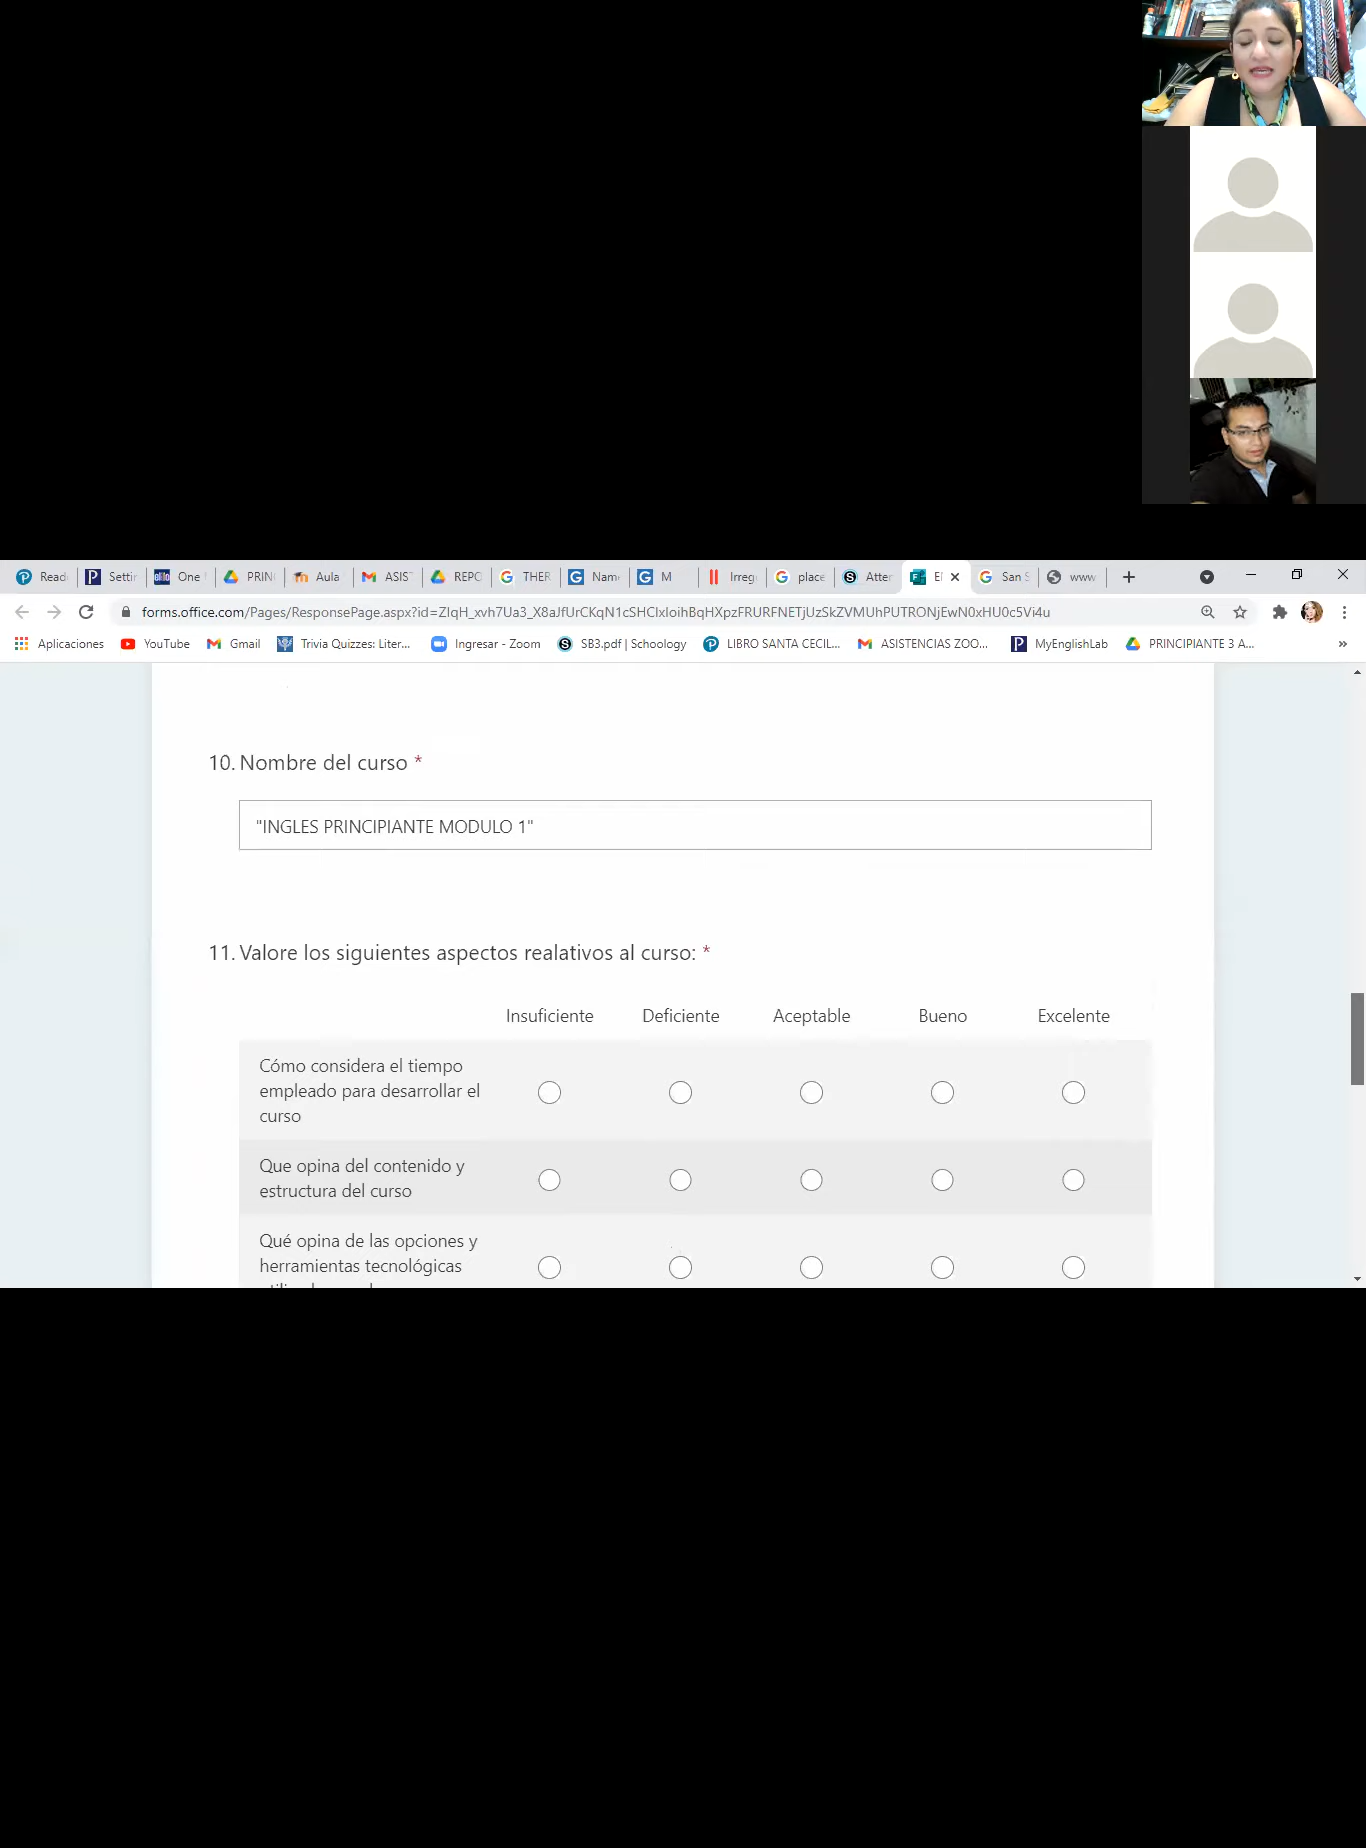 Read
Settir
One
PRIN
Aula
ASIS
REPO
THER
Nam
M
Irreg
place
Atter
El
San S
www
forms.office.com/Pages/ResponsePage.aspx?id=ZIqH_xvh7Ua3_X8aJfUrCKqN1cSHClxIoihBqHXpzFRURFNETjUzSkZVMUhPUTRONjEwN0xHU0c5Vi4u
Aplicaciones
YouTube
Gmail
Trivia Quizzes: Liter...
Ingresar - Zoom
SB3.pdf | Schoology
LIBRO SANTA CECIL...
ASISTENCIAS ZOO...
MyEnglishLab
PRINCIPIANTE 3 A...
»
10. Nombre del curso *
"INGLES PRINCIPIANTE MODULO 1"
11. Valore los siguientes aspectos realativos al curso: *
Insuficiente Deficiente Aceptable Bueno Excelente
Cómo considera el tiempo
empleado para desarrollar el
curso
Que opina del contenido y
estructura del curso
Qué opina de las opciones y
herramientas tecnológicas